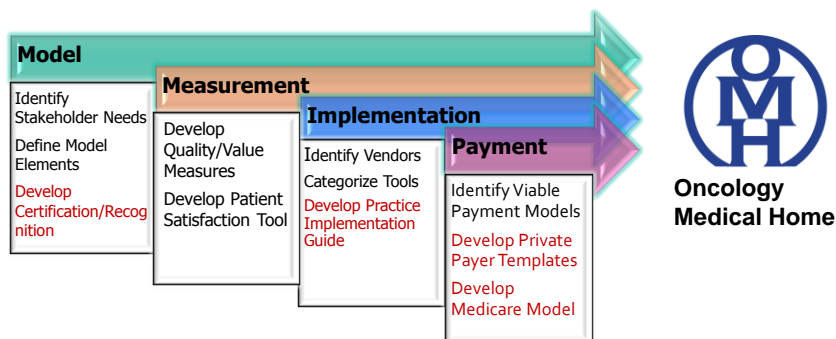 Model
Identify
Stakeholder Needs
Define Model
Elements
Develop
Certification/Recog
nition
Measurement
Develop
Quality/Value
Measures
Develop Patient
Satisfaction Tool
Implementation
Identify Vendors
Categorize Tools
Develop Practice
Implementation
Guide
Payment
Identify Viable
Payment Models
Develop Private
Payer Templates
Develop
Medicare Model
O
M
H
Oncology
Medical Home